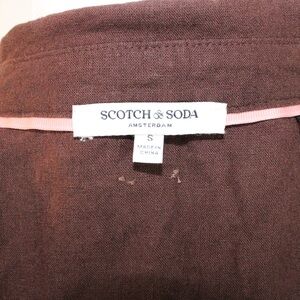 SCOTCH & SODA
AMSTERDAM
S
MADE IN
CHINA